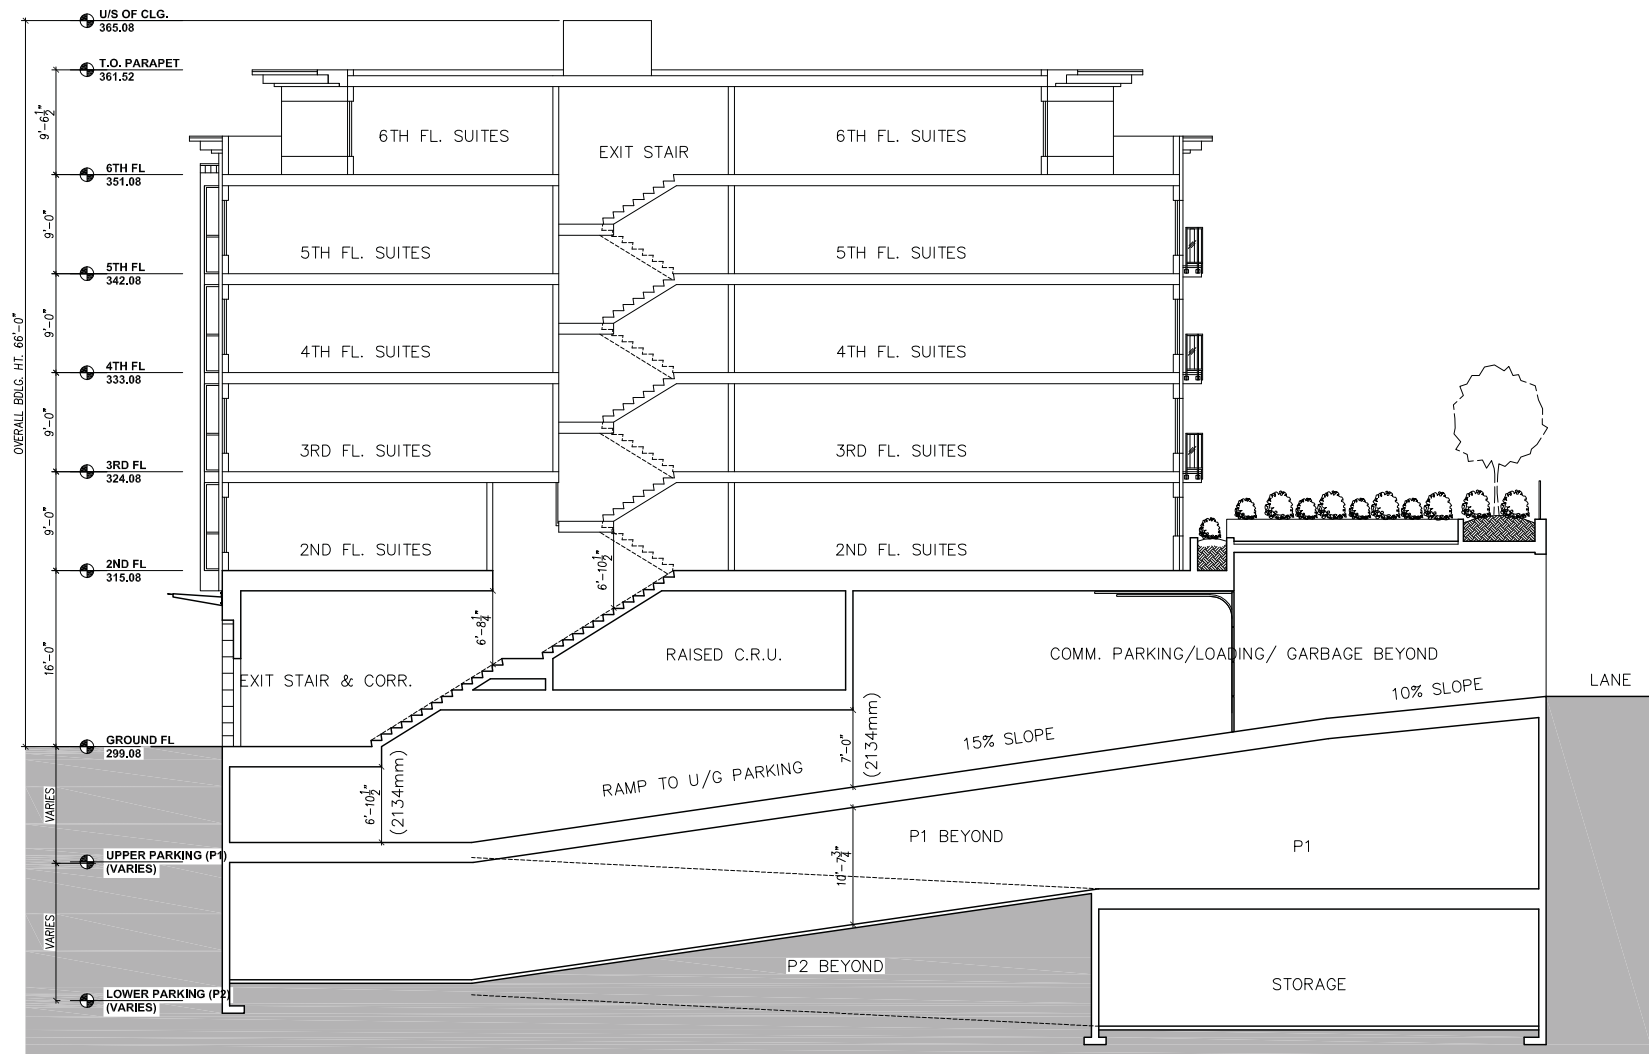 U/S OF CLG.
365.08
T.O. PARAPET
361.52
9'-6½"
6TH FL. SUITES
EXIT STAIR
6TH FL. SUITES
6TH FL
351.08
9'-0"
5TH FL. SUITES
5TH FL. SUITES
5TH FL
342.08
OVERALL BDLG. HT. 66'-0"
9'-0"
4TH FL. SUITES
4TH FL. SUITES
4TH FL
333.08
9'-0"
3RD FL. SUITES
3RD FL. SUITES
3RD FL
324.08
9'-0"
2ND FL. SUITES
2ND FL. SUITES
2ND FL
315.08
6'-10½"
6'-8¼"
16'-0"
RAISED C.R.U.
COMM. PARKING/LOADING/ GARBAGE BEYOND
EXIT STAIR & CORR.
10% SLOPE
LANE
GROUND FL
299.08
15% SLOPE
7'-0"
(2134mm)
RAMP TO U/G PARKING
6'-10½"
(2134mm)
VARIES
P1 BEYOND
P1
UPPER PARKING (P1)
(VARIES)
10'-7¾"
VARIES
P2 BEYOND
STORAGE
LOWER PARKING (P2)
(VARIES)